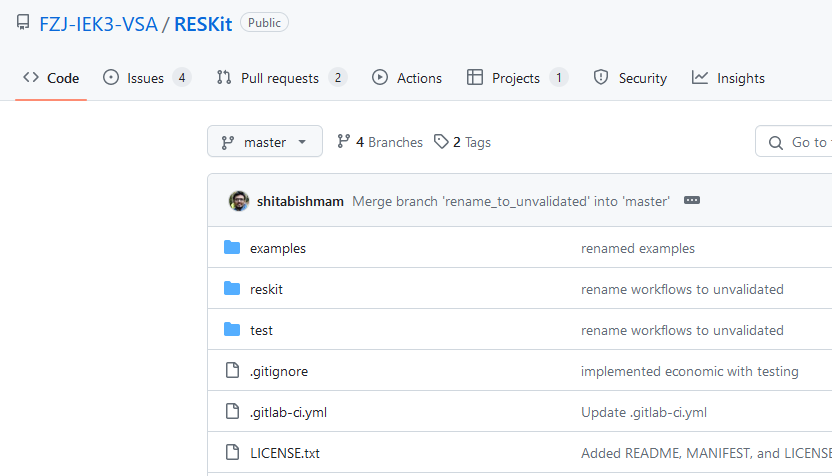 FZJ-IEK3-VSA / RESKit Public
Code Issues 4 Pull requests 2 Actions Projects 1 Security Insights
master 4 Branches 2 Tags Go to
shitabishmam Merge branch 'rename_to_unvalidated' into 'master'
examples renamed examples
reskit rename workflows to unvalidated
test rename workflows to unvalidated
.gitignore implemented economic with testing
.gitlab-ci.yml Update .gitlab-ci.yml
LICENSE.txt Added README, MANIFEST, and LICENSE